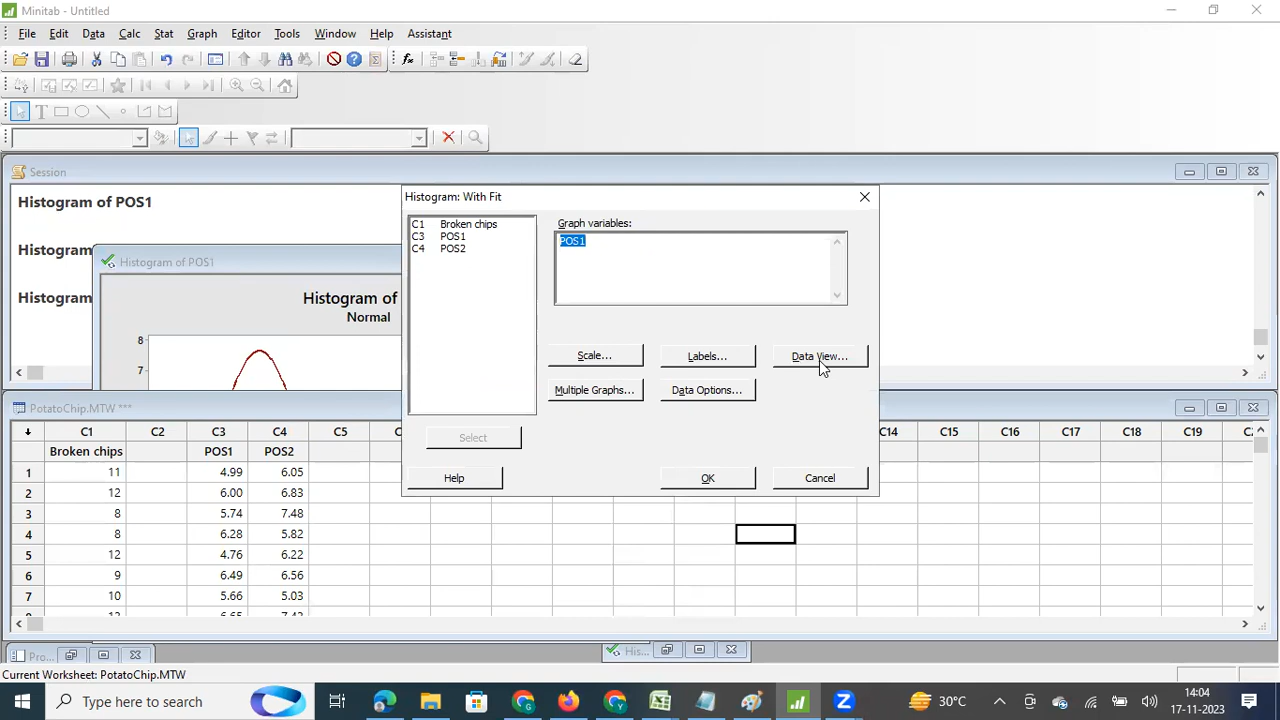 Minitab - Untitled
File Edit Data Calc Stat Graph Editor Tools Window Help Assistant
Session
Histogram of POS1
Histogram
Histogram
Histogram of POS1
Histogram of
Normal
8
7
Histogram: With Fit
C1 Broken chips
C3 POS1
C4 POS2
Graph variables:
POS1
Scale... Labels... Data View...
Multiple Graphs... Data Options...
Select
Help OK Cancel
PotatoChip.MTW ***
C1 C2 C3 C4 C5 C14 C15 C16 C17 C18 C19
Broken chips POS1 POS2
1 11 4.99 6.05
2 12 6.00 6.83
3 8 5.74 7.48
4 8 6.28 5.82
5 12 4.76 6.22
6 9 6.49 6.56
7 10 5.66 5.03
Pro...
His...
Current Worksheet: PotatoChip.MTW
Type here to search
30°C
14:04
17-11-2023